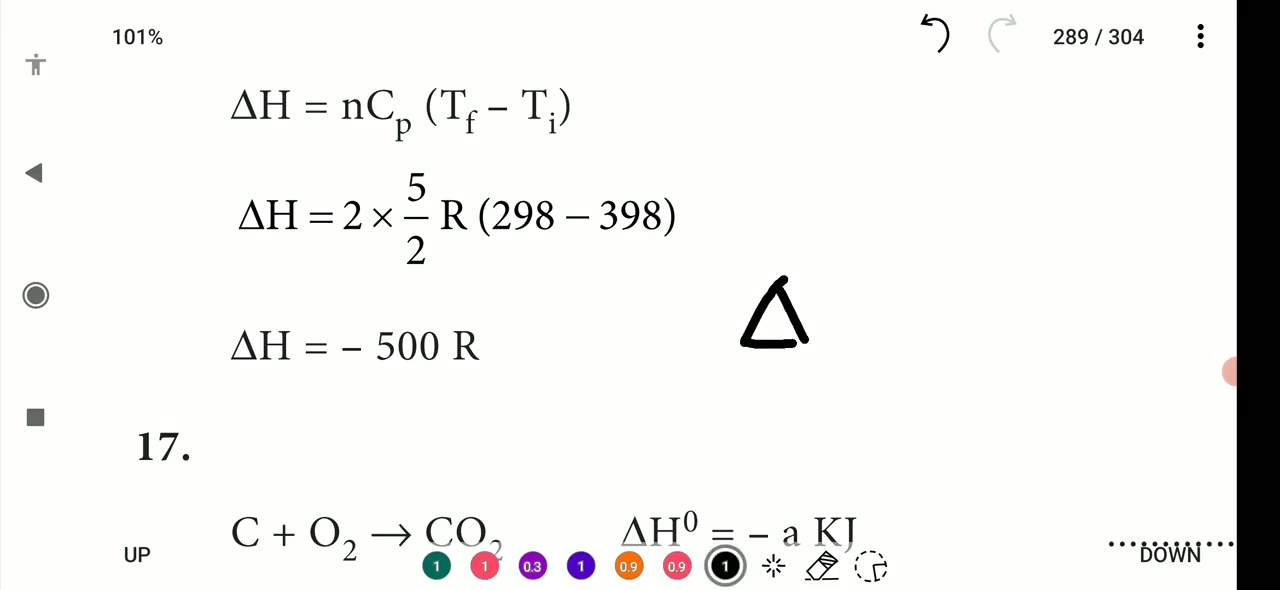 101%
289 / 304
ΔH = nCₚ (T_f – T_i)
ΔH = 2 × 5/2 R (298 – 398)
Δ
ΔH = – 500 R
17.
C + O₂ → CO₂ ΔH⁰ = – a KJ
UP
DOWN
1 1 0.3 1 0.9 0.9 1